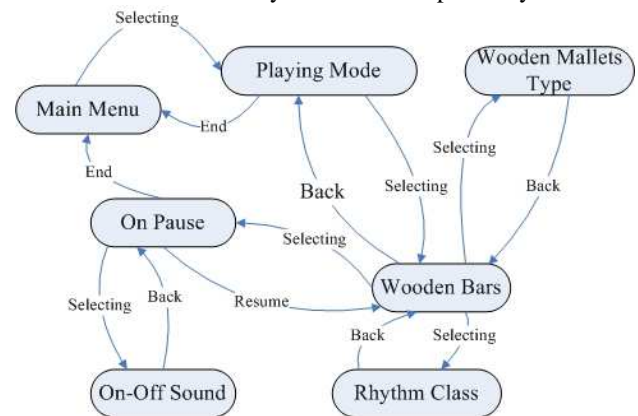 Selecting
Playing Mode
Wooden Mallets
Type
Main Menu
End
Selecting
End
Back
Selecting
Back
On Pause
Selecting
Wooden Bars
Selecting
Back
Resume
Back
Selecting
On-Off Sound
Rhythm Class